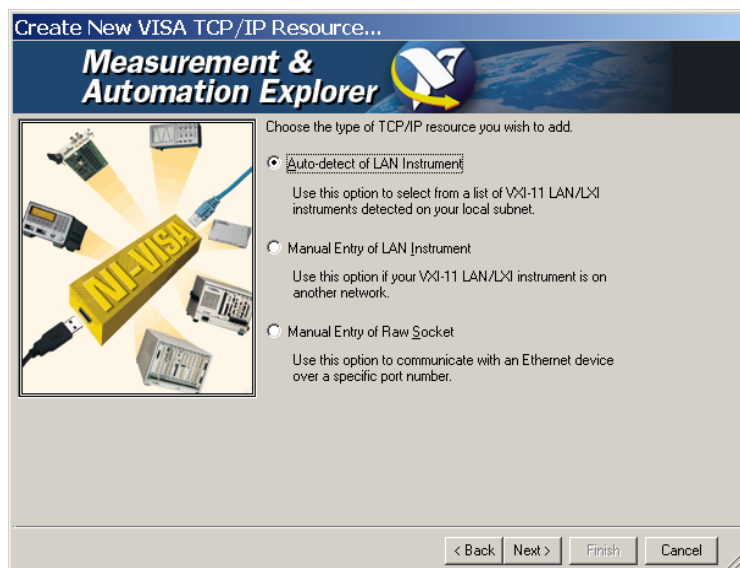 Create New VISA TCP/IP Resource...
Measurement &
Automation Explorer
Choose the type of TCP/IP resource you wish to add.
Auto-detect of LAN Instrument
Use this option to select from a list of VXI-11 LAN/LXI
instruments detected on your local subnet.
Manual Entry of LAN Instrument
Use this option if your VXI-11 LAN/LXI instrument is on
another network.
Manual Entry of Raw Socket
Use this option to communicate with an Ethernet device
over a specific port number.
NI-VISA
< Back Next > Finish Cancel